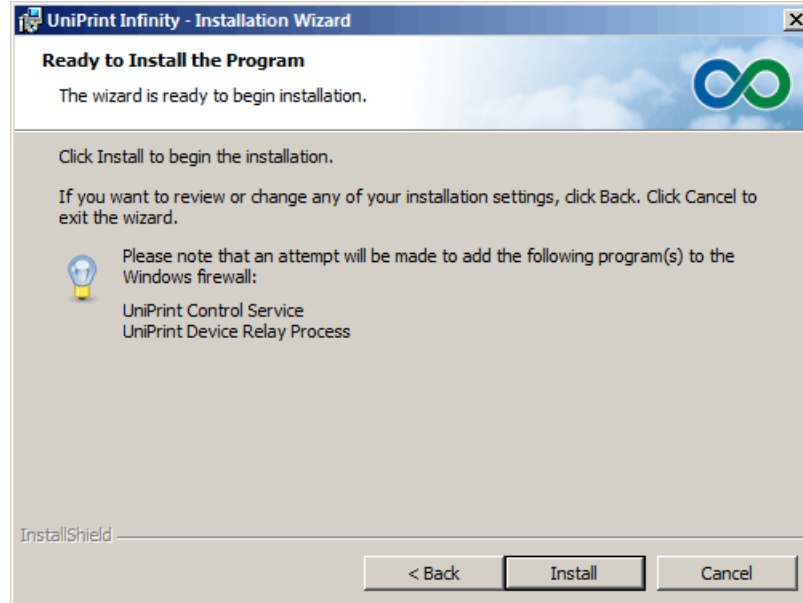 UniPrint Infinity - Installation Wizard
Ready to Install the Program
The wizard is ready to begin installation.
Click Install to begin the installation.
If you want to review or change any of your installation settings, click Back. Click Cancel to
exit the wizard.
Please note that an attempt will be made to add the following program(s) to the
Windows firewall:
UniPrint Control Service
UniPrint Device Relay Process
InstallShield
< Back
Install
Cancel